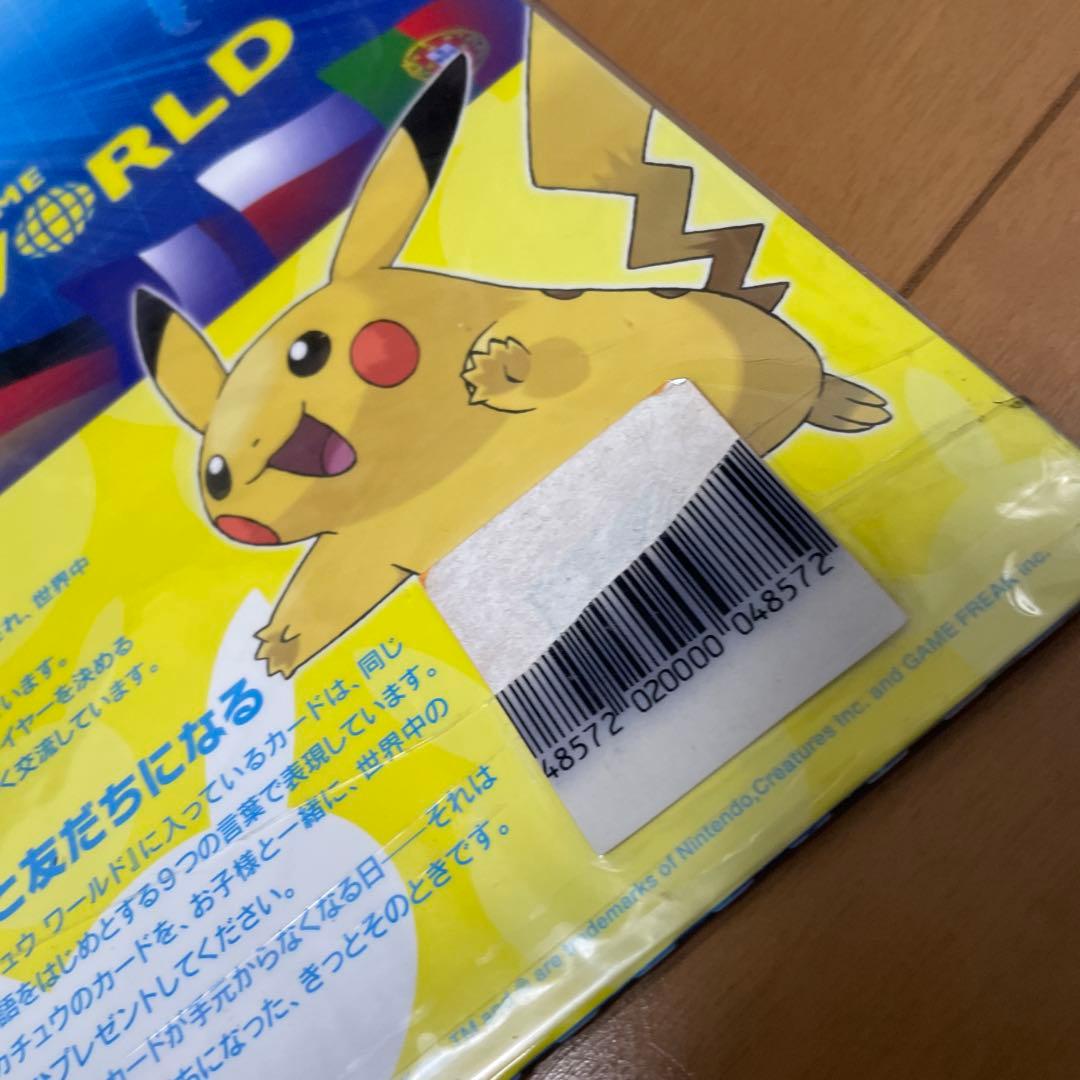 ME
WORLD
れ、世界中
います。
イヤーを決める
く交流しています。
と友だちになる
ュウ ワールド』に入っているカードは、同じ
語をはじめとする9つの言葉で表現しています。
カチュウのカードを、お子様と一緒に、世界中の
プレゼントしてください。
カードが手元からなくなる日――それは
になった、きっとそのときです。
48572 020000 048572
TM and ® are trademarks of Nintendo,Creatures Inc. and GAME FREAK inc.